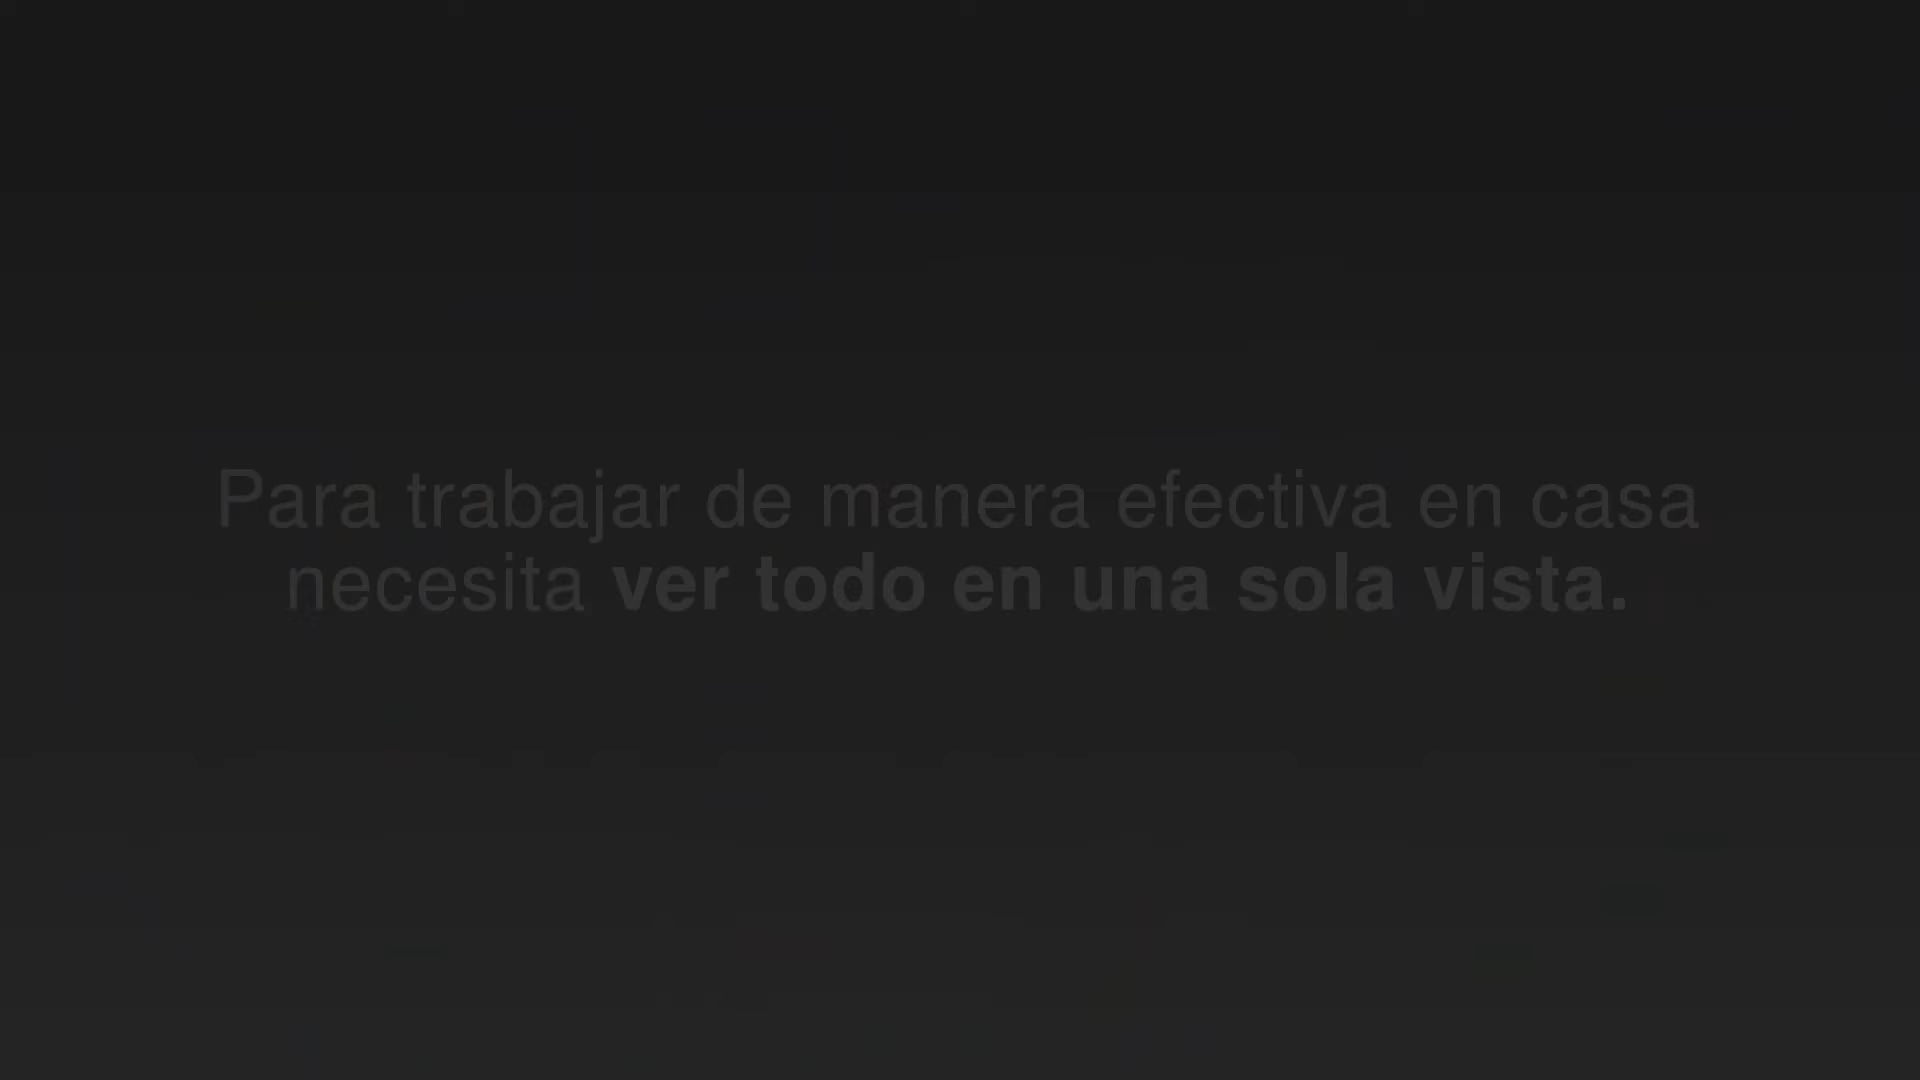 Para trabajar de manera efectiva en casa
necesita ver todo en una sola vista.